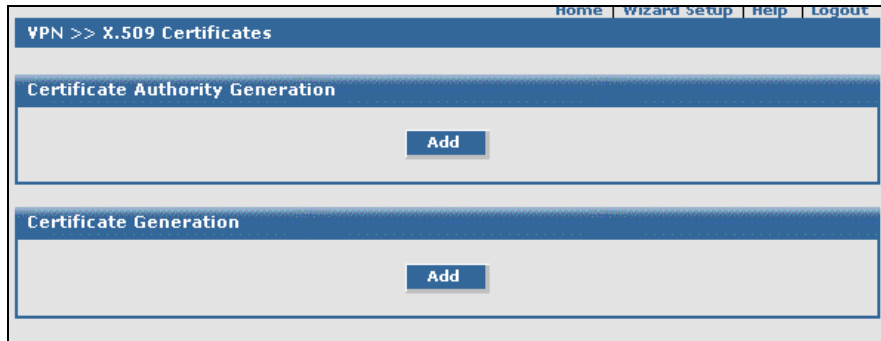 Home | Wizard Setup | Help | Logout
VPN >> X.509 Certificates
Certificate Authority Generation
Add
Certificate Generation
Add